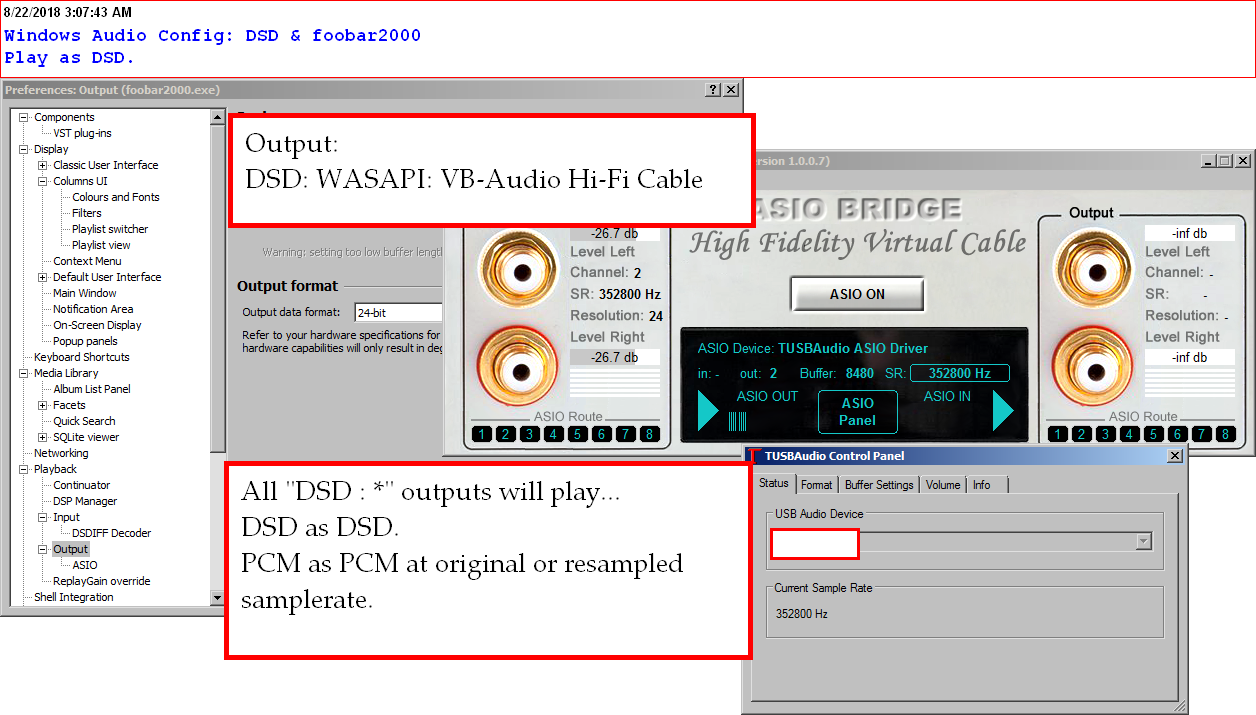 8/22/2018 3:07:43 AM
Windows Audio Config: DSD & foobar2000
Play as DSD.
Preferences: Output (foobar2000.exe)
Components
VST plug-ins
Display
Classic User Interface
Columns UI
Colours and Fonts
Filters
Playlist switcher
Playlist view
Context Menu
Default User Interface
Main Window
Notification Area
On-Screen Display
Popup panels
Keyboard Shortcuts
Media Library
Album List Panel
Facets
Quick Search
SQLite viewer
Networking
Playback
Continuator
DSP Manager
Input
DSDIFF Decoder
Output
ASIO
ReplayGain override
Shell Integration
Output:
DSD: WASAPI: VB-Audio Hi-Fi Cable
Warning: setting too low buffer length
Output format
Output data format: 24-bit
Refer to your hardware specifications for
hardware capabilities will only result in deg
All "DSD : *" outputs will play...
DSD as DSD.
PCM as PCM at original or resampled
samplerate.
ersion 1.0.0.7)
ASIO BRIDGE
High Fidelity Virtual Cable
ASIO ON
-26.7 db
Level Left
Channel: 2
SR: 352800 Hz
Resolution: 24
Level Right
-26.7 db
ASIO Route
1 2 3 4 5 6 7 8
ASIO Device: TUSBAudio ASIO Driver
in: - out: 2 Buffer: 8480 SR: 352800 Hz
ASIO OUT
ASIO Panel
ASIO IN
Output
-inf db
Level Left
Channel: -
SR: -
Resolution: -
Level Right
-inf db
ASIO Route
1 2 3 4 5 6 7 8
TUSBAudio Control Panel
Status Format Buffer Settings Volume Info
USB Audio Device
Current Sample Rate
352800 Hz